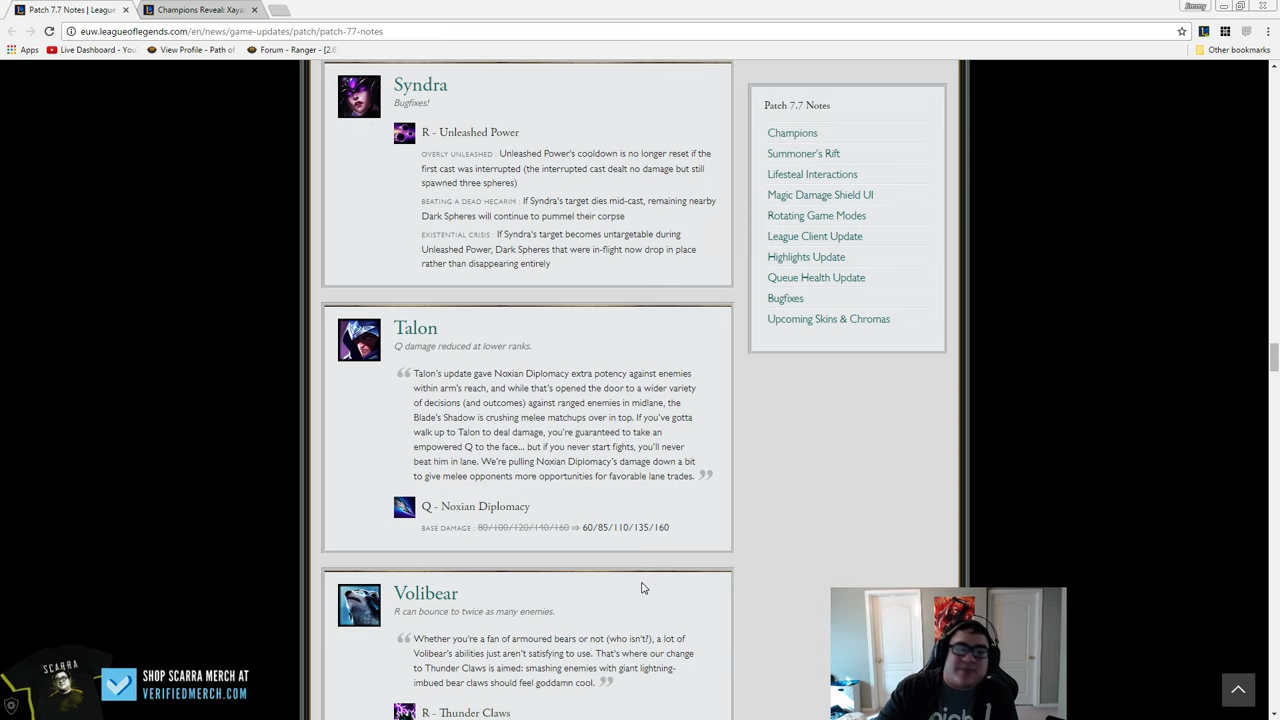 Patch 7.7 Notes | League
Champions Reveal: Xaya
Jimmy
euw.leagueoflegends.com/en/news/game-updates/patch/patch-77-notes
Apps
Live Dashboard - You
View Profile - Path of
Forum - Ranger - [2.6
Other bookmarks
Syndra
Bugfixes!
R - Unleashed Power
OVERLY UNLEASHED : Unleashed Power's cooldown is no longer reset if the
first cast was interrupted (the interrupted cast dealt no damage but still
spawned three spheres)
BEATING A DEAD HECARIM : If Syndra's target dies mid-cast, remaining nearby
Dark Spheres will continue to pummel their corpse
EXISTENTIAL CRISIS : If Syndra's target becomes untargetable during
Unleashed Power, Dark Spheres that were in-flight now drop in place
rather than disappearing entirely
Talon
Q damage reduced at lower ranks.
Talon's update gave Noxian Diplomacy extra potency against enemies
within arm's reach, and while that's opened the door to a wider variety
of decisions (and outcomes) against ranged enemies in midlane, the
Blade's Shadow is crushing melee matchups over in top. If you've gotta
walk up to Talon to deal damage, you're guaranteed to take an
empowered Q to the face... but if you never start fights, you'll never
beat him in lane. We're pulling Noxian Diplomacy's damage down a bit
to give melee opponents more opportunities for favorable lane trades.
Q - Noxian Diplomacy
BASE DAMAGE : 80/100/120/140/160 ⇒ 60/85/110/135/160
Volibear
R can bounce to twice as many enemies.
Whether you're a fan of armoured bears or not (who isn't?), a lot of
Volibear's abilities just aren't satisfying to use. That's where our change
to Thunder Claws is aimed: smashing enemies with giant lightning-
imbued bear claws should feel goddamn cool.
R - Thunder Claws
Patch 7.7 Notes
Champions
Summoner's Rift
Lifesteal Interactions
Magic Damage Shield UI
Rotating Game Modes
League Client Update
Highlights Update
Queue Health Update
Bugfixes
Upcoming Skins & Chromas
SCARRA
SHOP SCARRA MERCH AT
VERIFIEDMERCH.COM